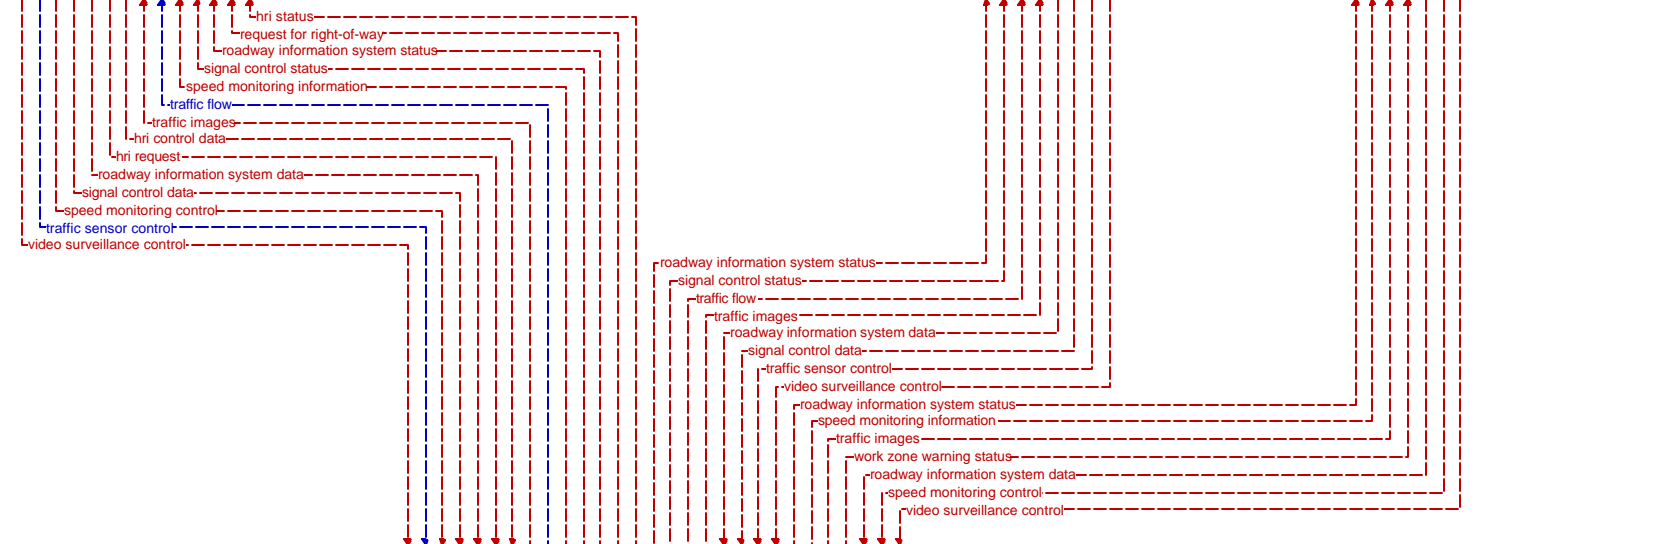 hri status
request for right-of-way
roadway information system status
signal control status
speed monitoring information
traffic flow
traffic images
hri control data
hri request
roadway information system data
signal control data
speed monitoring control
traffic sensor control
video surveillance control
roadway information system status
signal control status
traffic flow
traffic images
roadway information system data
signal control data
traffic sensor control
video surveillance control
roadway information system status
speed monitoring information
traffic images
work zone warning status
roadway information system data
speed monitoring control
video surveillance control